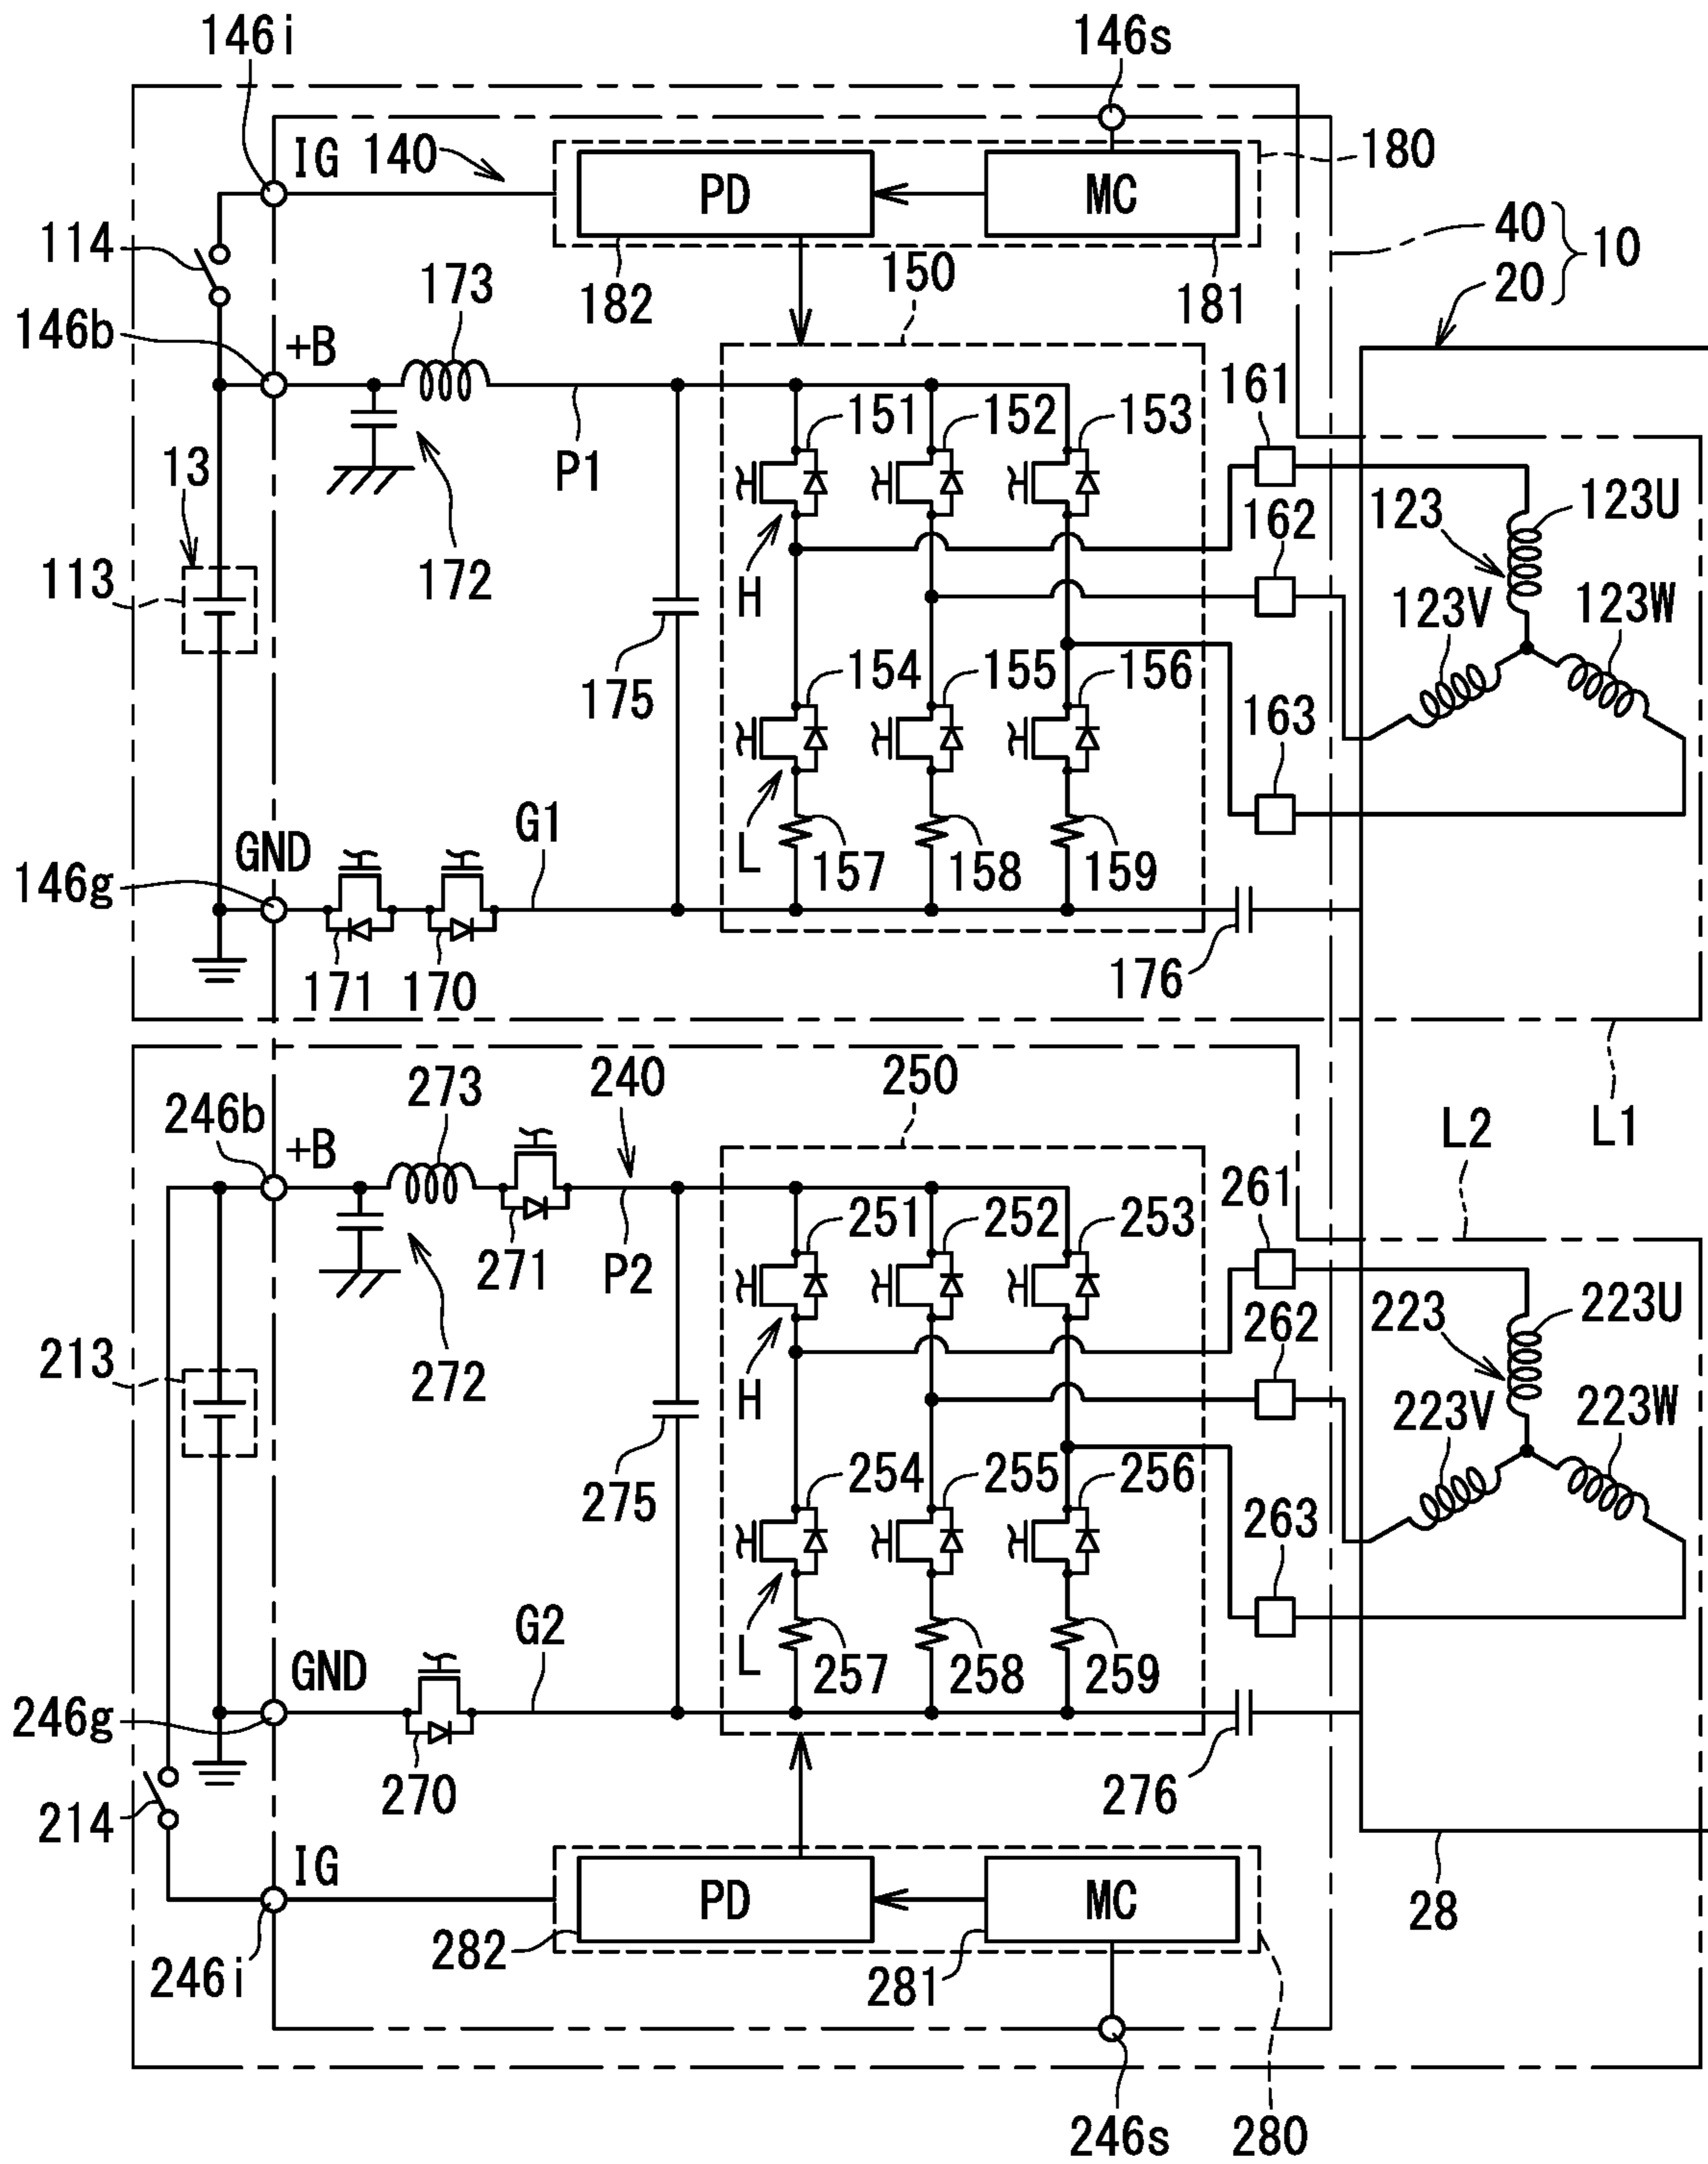 146i
146s
IG
140
180
PD
MC
114
40
10
20
182
150
181
173
146b
+B
161
151
152
153
13
P1
162
123
123U
113
172
H
123V
123W
154
155
156
175
163
GND
G1
L
157
158
159
146g
171
170
176
273
240
250
246b
+B
L2
L1
261
251
252
253
271
P2
262
223
223U
213
272
H
223V
223W
254
255
256
275
263
GND
G2
L
257
258
259
246g
270
276
214
IG
PD
MC
28
282
281
246i
246s
280